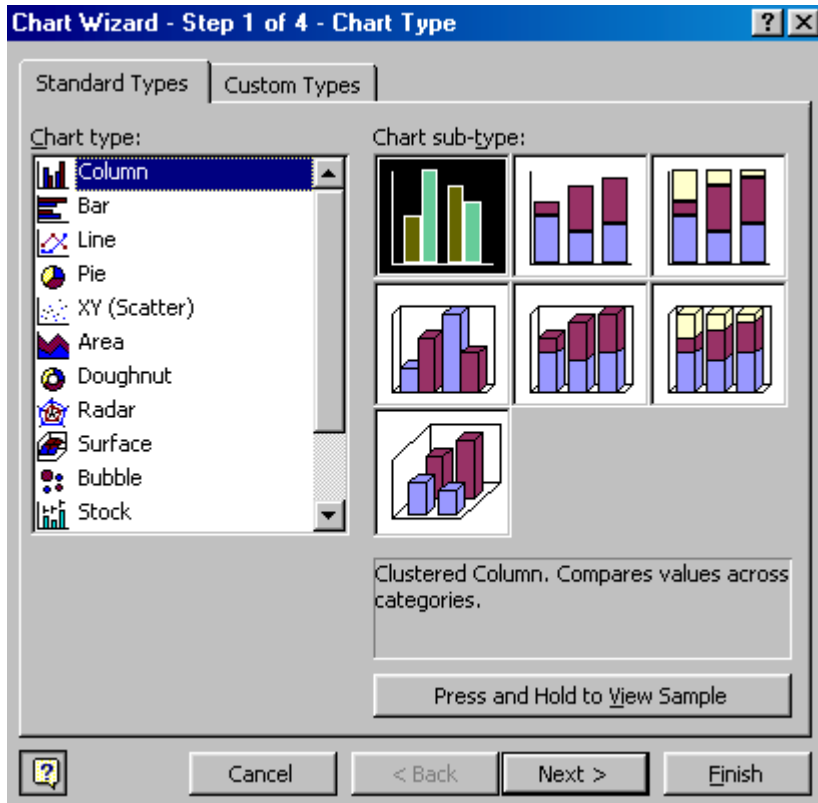 Chart Wizard - Step 1 of 4 - Chart Type
Standard Types
Custom Types
Chart type:
Column
Bar
Line
Pie
XY (Scatter)
Area
Doughnut
Radar
Surface
Bubble
Stock
Chart sub-type:
Clustered Column. Compares values across
categories.
Press and Hold to View Sample
Cancel
< Back
Next >
Finish